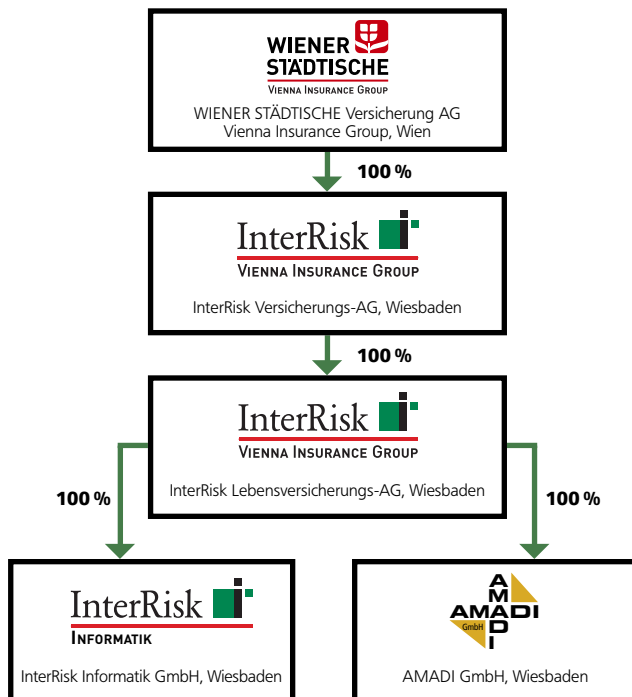 WIENER
STÄDTISCHE
VIENNA INSURANCE GROUP
WIENER STÄDTISCHE Versicherung AG
Vienna Insurance Group, Wien
100 %
InterRisk
VIENNA INSURANCE GROUP
InterRisk Versicherungs-AG, Wiesbaden
100 %
InterRisk
VIENNA INSURANCE GROUP
InterRisk Lebensversicherungs-AG, Wiesbaden
100 %
100 %
InterRisk
INFORMATIK
InterRisk Informatik GmbH, Wiesbaden
AMADI
AMADI
GmbH
AMADI GmbH, Wiesbaden